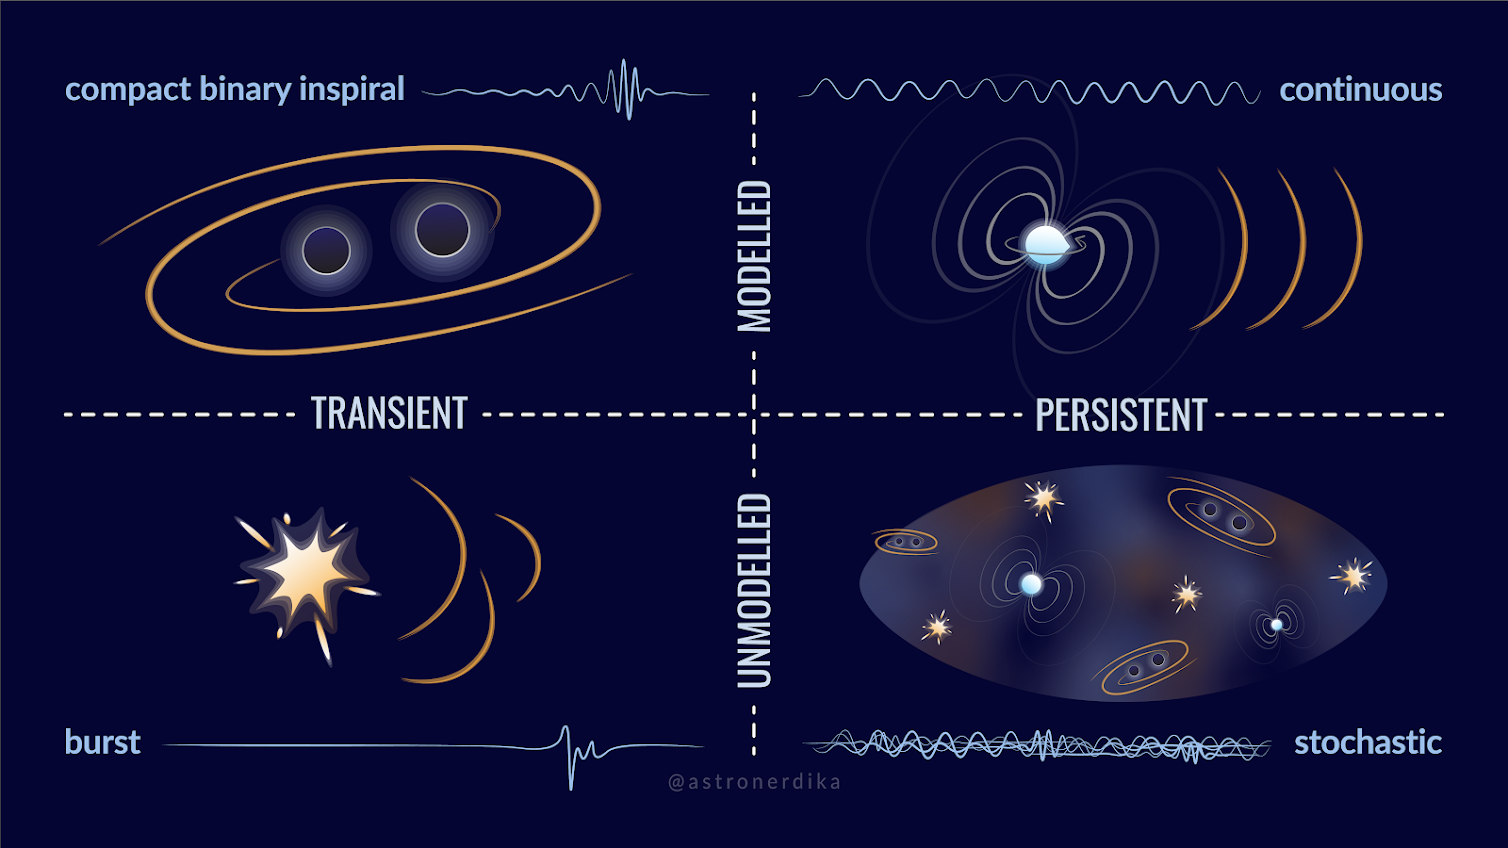 compact binary inspiral
continuous
MODELLED
TRANSIENT
PERSISTENT
UNMODELLED
burst
stochastic
@astronerdika